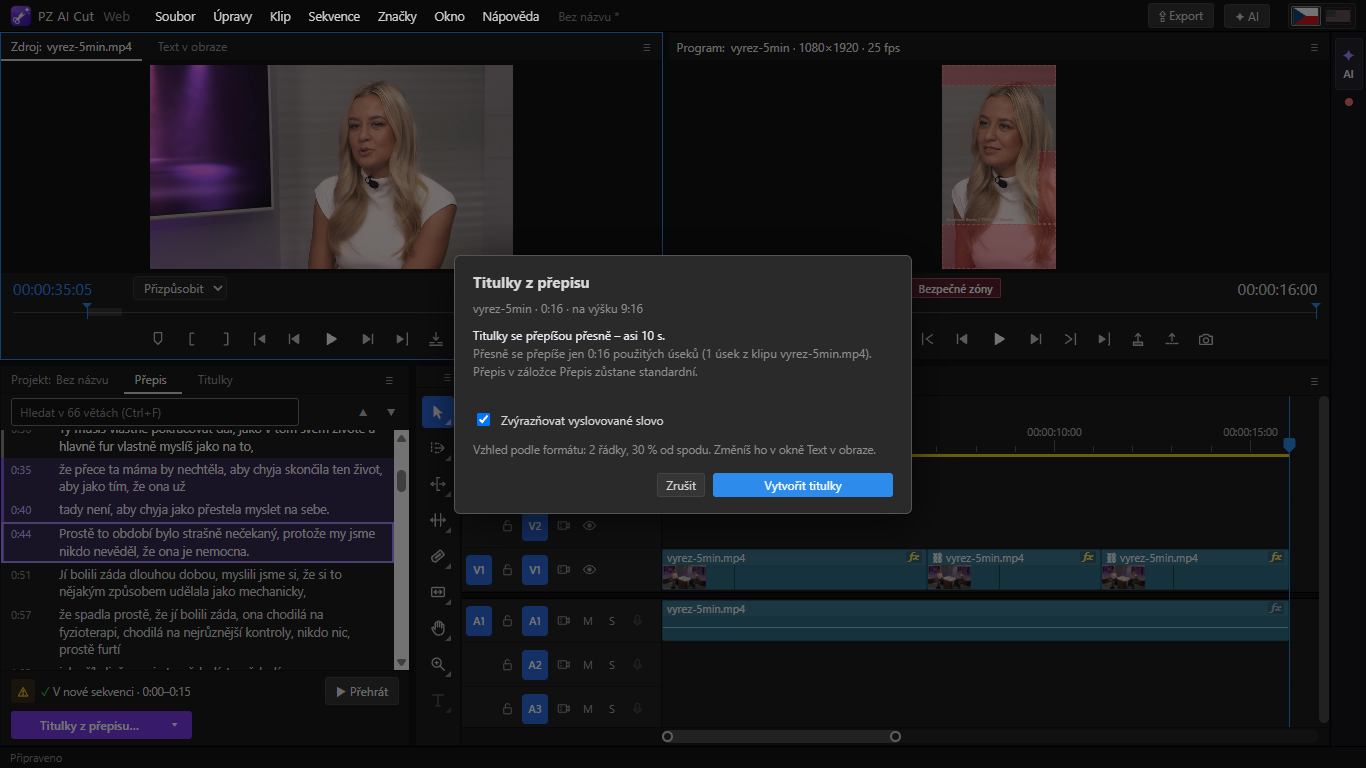 PZ AI Cut Web Soubor Úpravy Klip Sekvence Značky Okno Nápověda Bez názvu * Export AI
Zdroj: vyrez-5min.mp4 Text v obraze
Program: vyrez-5min · 1080×1920 · 25 fps
AI
00:00:35:05 Přizpůsobit
Bezpečné zóny 00:00:16:00
Titulky z přepisu
vyrez-5min · 0:16 · na výšku 9:16
Titulky se přepíšou přesně – asi 10 s.
Přesně se přepíše jen 0:16 použitých úseků (1 úsek z klipu vyrez-5min.mp4).
Přepis v záložce Přepis zůstane standardní.
Zvýrazňovat vyslovované slovo
Vzhled podle formátu: 2 řádky, 30 % od spodu. Změníš ho v okně Text v obraze.
Zrušit Vytvořit titulky
Projekt: Bez názvu Přepis Titulky
Hledat v 66 větách (Ctrl+F)
hlavně fur vlastně myslíš jako na to,
0:35 že přece ta máma by nechtěla, aby chyja skončila ten život,
aby jako tím, že ona už
0:40 tady není, aby chyja jako přestela myslet na sebe.
0:44 Prostě to období bylo strašně nečekaný, protože my jsme
nikdo nevěděl, že ona je nemocna.
0:51 Jí bolili záda dlouhou dobou, myslili jsme si, že si to
nějakým způsobem udělala jako mechanicky,
0:57 že spadla prostě, že jí bolili záda, ona chodilá na
fyzioterapi, chodilá na nejrůznější kontroly, nikdo nic,
prostě furtí
✓ V nové sekvenci · 0:00–0:15 Přehrát
Titulky z přepisu...
Připraveno
00:00:10:00 00:00:15:00
V2
V1 V1 vyrez-5min.mp4 fx vyrez-5min.mp4 fx vyrez-5min.mp4 fx
A1 A1 M S vyrez-5min.mp4 fx
A2 M S
A3 M S